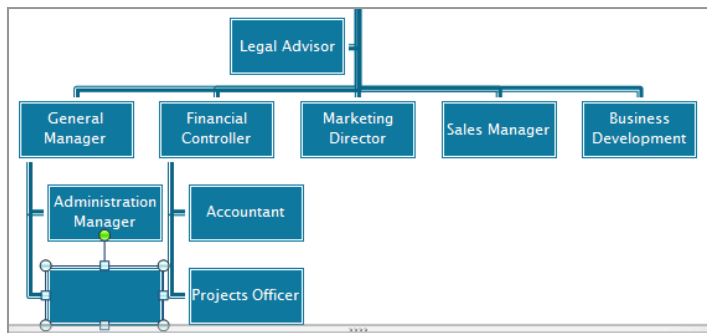 Legal Advisor
General
Manager
Financial
Controller
Marketing
Director
Sales Manager
Business
Development
Administration
Manager
Accountant
Projects Officer